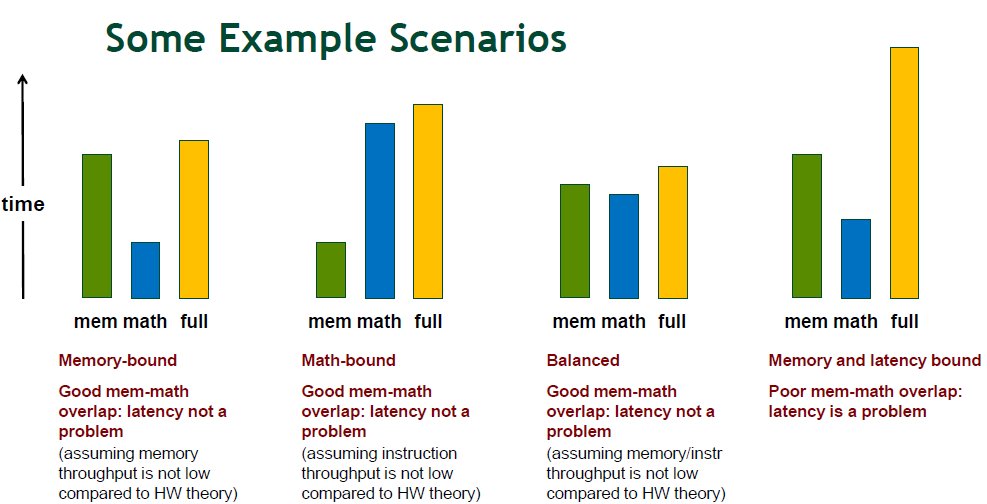 Some Example Scenarios
time
mem math full
mem math full
mem math full
mem math full
Memory-bound
Good mem-math
overlap: latency not a
problem
(assuming memory
throughput is not low
compared to HW theory)
Math-bound
Good mem-math
overlap: latency not a
problem
(assuming instruction
throughput is not low
compared to HW theory)
Balanced
Good mem-math
overlap: latency not a
problem
(assuming memory/instr
throughput is not low
compared to HW theory)
Memory and latency bound
Poor mem-math overlap:
latency is a problem